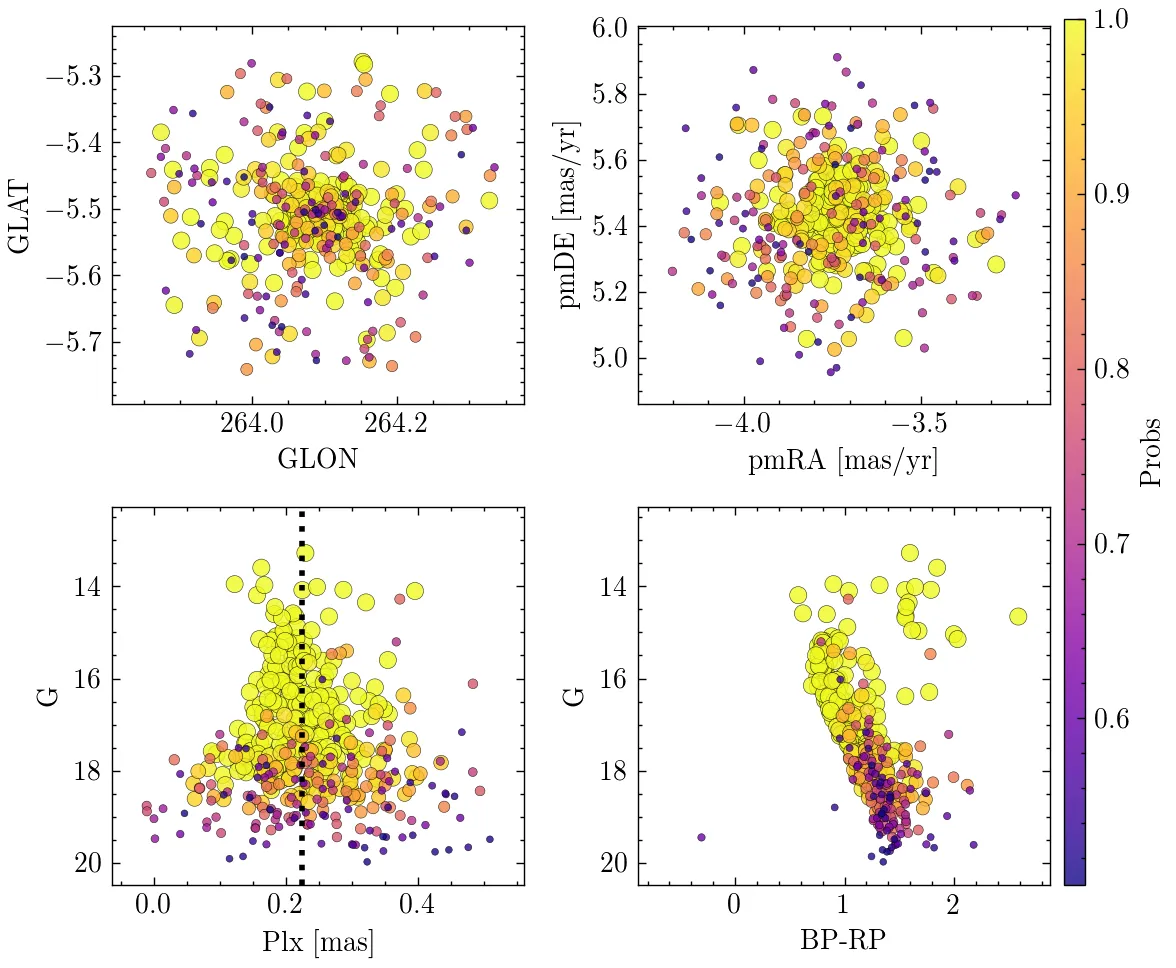 −5.3
−5.4
−5.5
−5.6
−5.7
GLAT
264.0 264.2
GLON
6.0
5.8
5.6
5.4
5.2
5.0
pmDE [mas/yr]
−4.0 −3.5
pmRA [mas/yr]
14
16
18
20
G
0.0 0.2 0.4
Plx [mas]
14
16
18
20
G
0 1 2
BP-RP
1.0
0.9
0.8
0.7
0.6
Probs